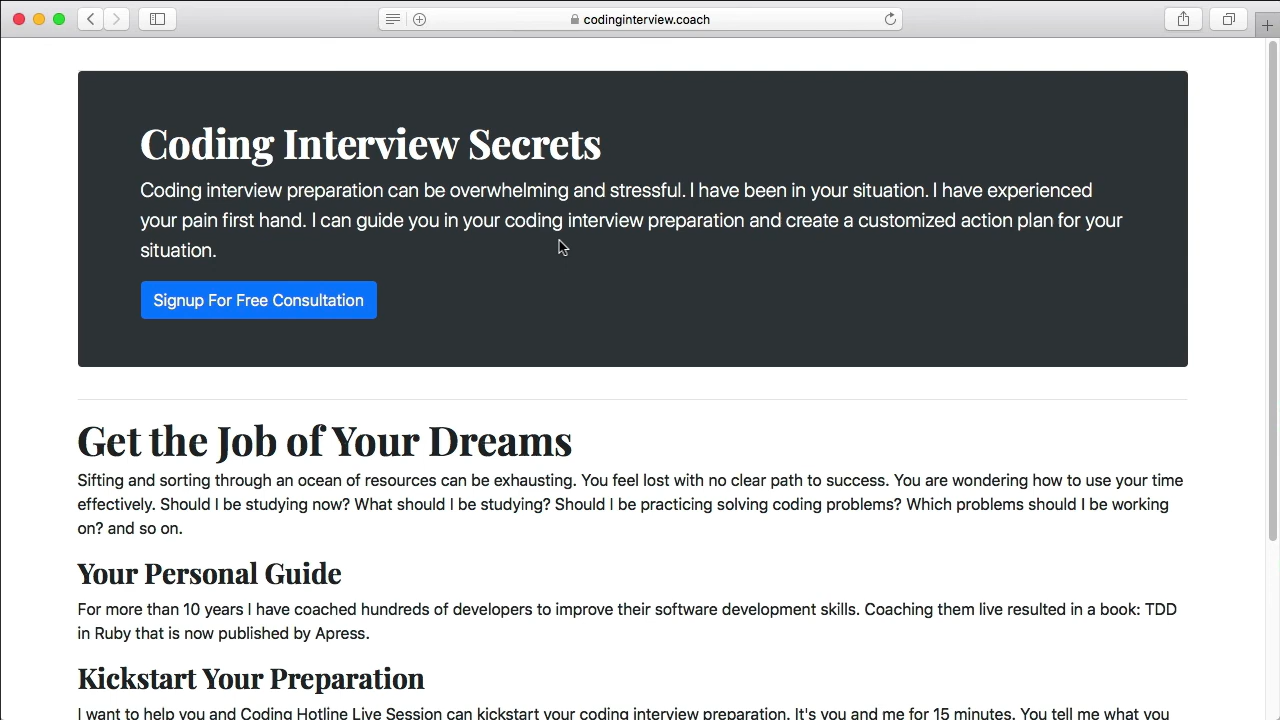 codinginterview.coach
Coding Interview Secrets
Coding interview preparation can be overwhelming and stressful. I have been in your situation. I have experienced
your pain first hand. I can guide you in your coding interview preparation and create a customized action plan for your
situation.
Signup For Free Consultation
Get the Job of Your Dreams
Sifting and sorting through an ocean of resources can be exhausting. You feel lost with no clear path to success. You are wondering how to use your time
effectively. Should I be studying now? What should I be studying? Should I be practicing solving coding problems? Which problems should I be working
on? and so on.
Your Personal Guide
For more than 10 years I have coached hundreds of developers to improve their software development skills. Coaching them live resulted in a book: TDD
in Ruby that is now published by Apress.
Kickstart Your Preparation
I want to help you and Coding Hotline Live Session can kickstart your coding interview preparation. It's you and me for 15 minutes. You tell me what you